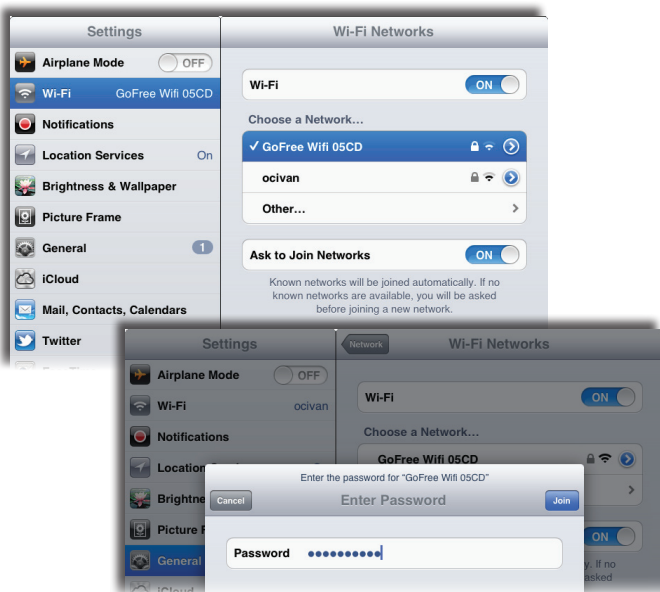 Settings
Wi-Fi Networks
Airplane Mode OFF
Wi-Fi GoFree Wifi 05CD
Notifications
Location Services On
Brightness & Wallpaper
Picture Frame
General 1
iCloud
Mail, Contacts, Calendars
Twitter
Wi-Fi ON
Choose a Network...
✓ GoFree Wifi 05CD
ocivan
Other...
Ask to Join Networks ON
Known networks will be joined automatically. If no
known networks are available, you will be asked
before joining a new network.
Settings
Network Wi-Fi Networks
Airplane Mode OFF
Wi-Fi ocivan
Notifications
Location
Brightne
Picture F
General
iCloud
Wi-Fi ON
Choose a Network...
GoFree Wifi 05CD
ON
y. If no
asked
Enter the password for “GoFree Wifi 05CD”
Cancel Enter Password Join
Password ●●●●●●●●●●